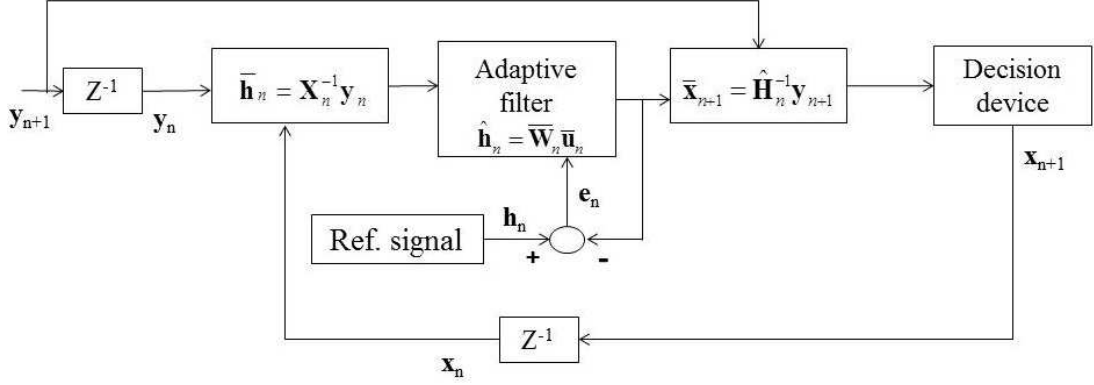 y_{n+1}
Z^{-1}
y_n
h̅_n = X_n^{-1} y_n
Adaptive
filter
ĥ_n = W̅_n u̅_n
x̅_{n+1} = Ĥ_n^{-1} y_{n+1}
Decision
device
x_{n+1}
e_n
Ref. signal
h_n
+
-
Z^{-1}
x_n